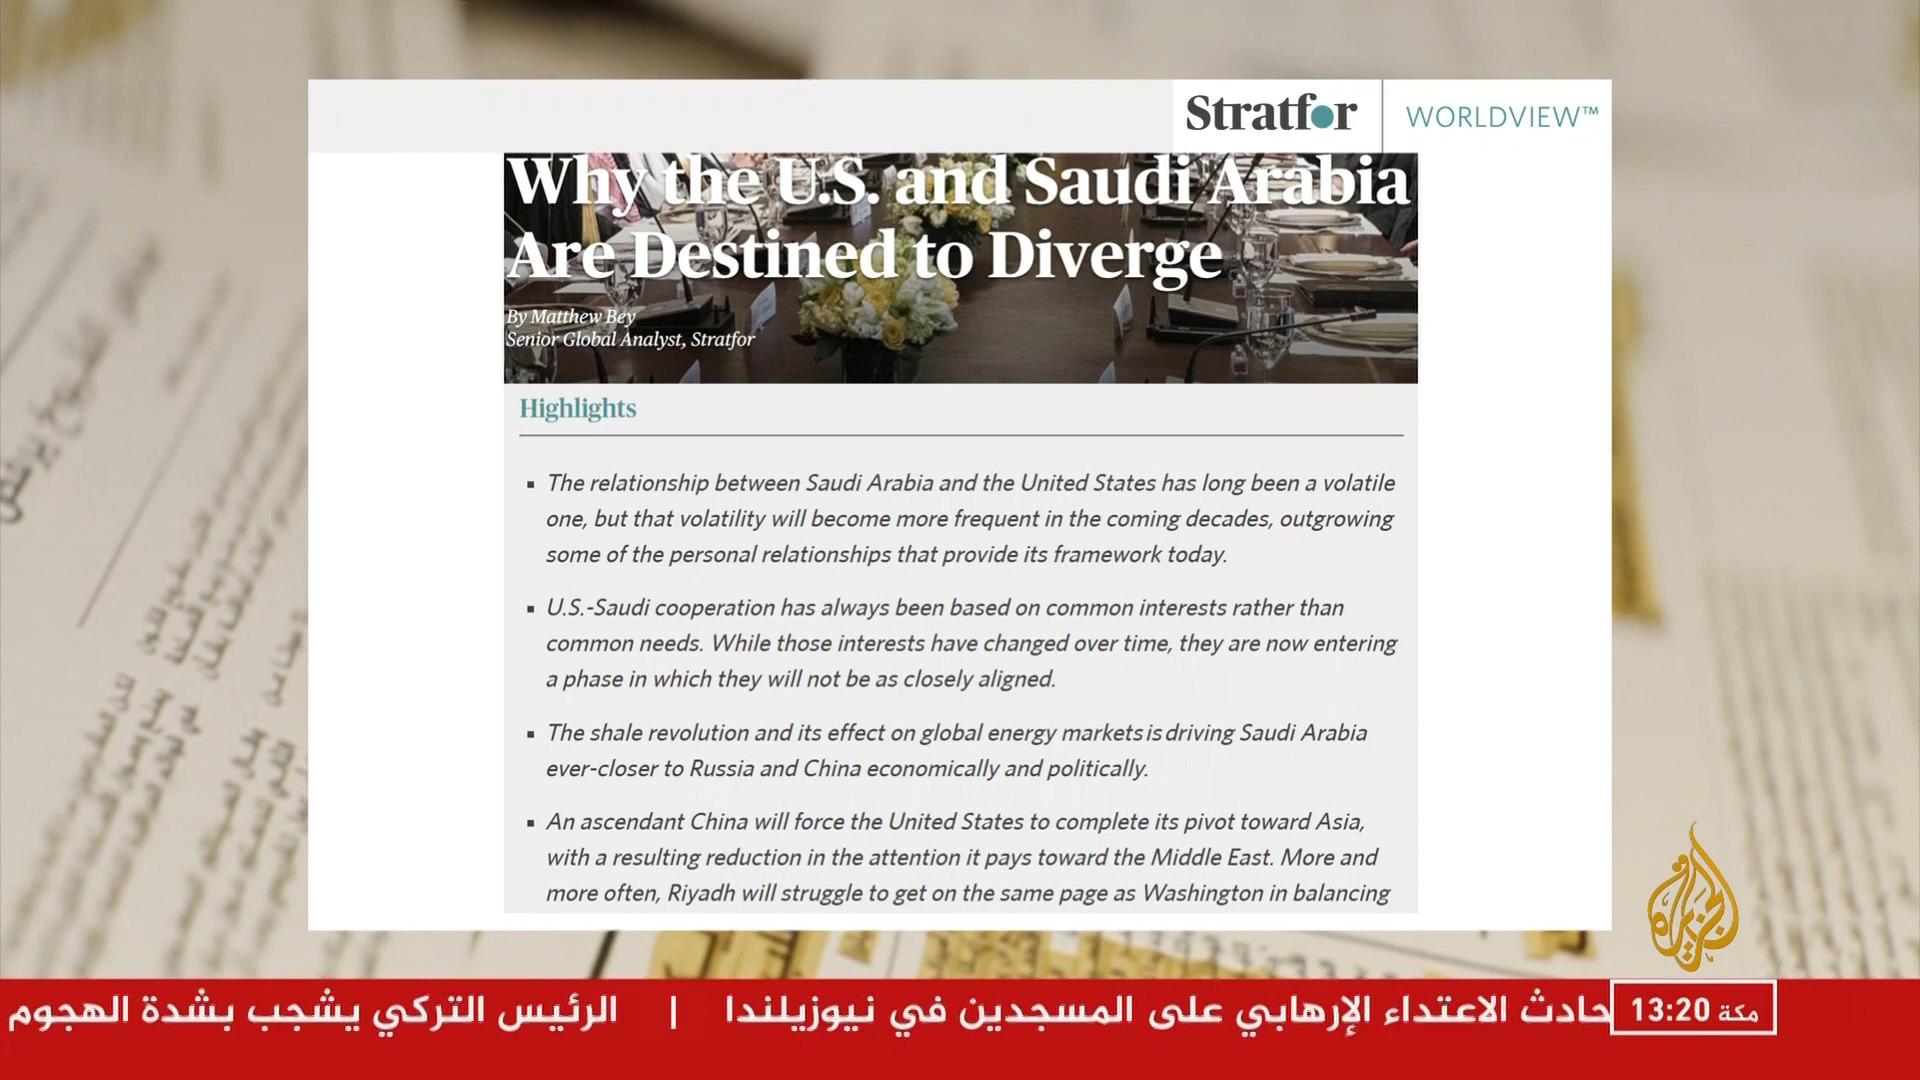 Stratfor
WORLDVIEW™
Why the U.S. and Saudi Arabia
Are Destined to Diverge
By Matthew Bey
Senior Global Analyst, Stratfor
Highlights
▪ The relationship between Saudi Arabia and the United States has long been a volatile
one, but that volatility will become more frequent in the coming decades, outgrowing
some of the personal relationships that provide its framework today.
▪ U.S.-Saudi cooperation has always been based on common interests rather than
common needs. While those interests have changed over time, they are now entering
a phase in which they will not be as closely aligned.
▪ The shale revolution and its effect on global energy markets is driving Saudi Arabia
ever-closer to Russia and China economically and politically.
▪ An ascendant China will force the United States to complete its pivot toward Asia,
with a resulting reduction in the attention it pays toward the Middle East. More and
more often, Riyadh will struggle to get on the same page as Washington in balancing
الجزيرة
مكة 13:20
حادث الاعتداء الإرهابي على المسجدين في نيوزيلندا | الرئيس التركي يشجب بشدة الهجوم